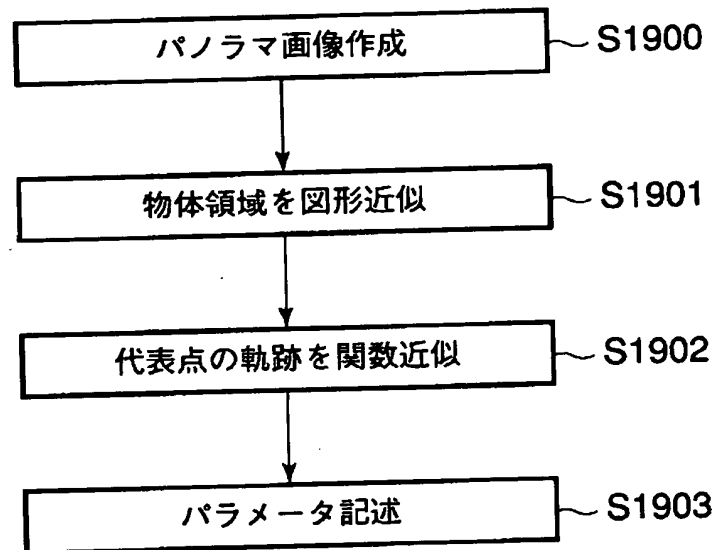 パノラマ画像作成 S1900
物体領域を図形近似 S1901
代表点の軌跡を関数近似 S1902
パラメータ記述 S1903